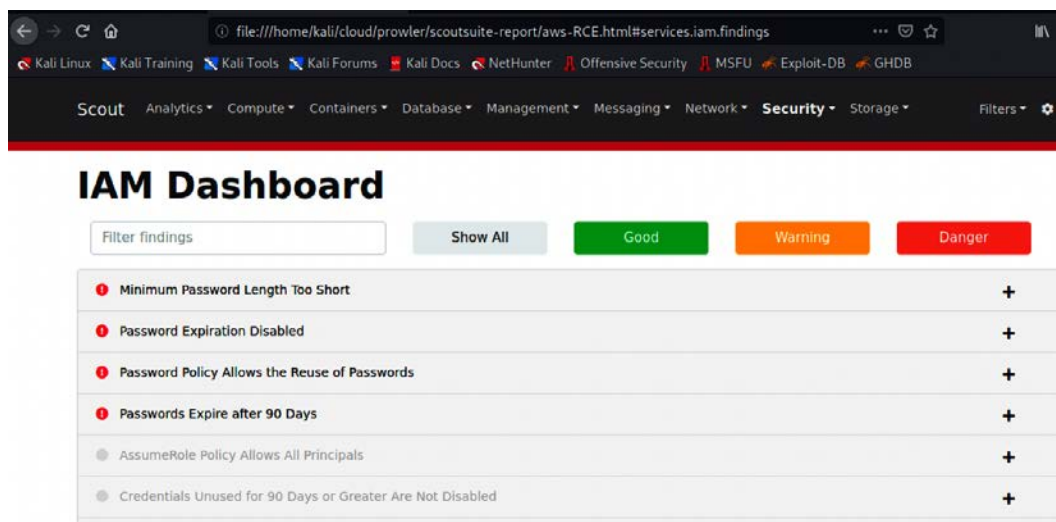 file:///home/kali/cloud/prowler/scoutsuite-report/aws-RCE.html#services.iam.findings
Kali Linux Kali Training Kali Tools Kali Forums Kali Docs NetHunter Offensive Security MSFU Exploit-DB GHDB
Scout Analytics Compute Containers Database Management Messaging Network Security Storage Filters
IAM Dashboard
Filter findings Show All Good Warning Danger
Minimum Password Length Too Short
Password Expiration Disabled
Password Policy Allows the Reuse of Passwords
Passwords Expire after 90 Days
AssumeRole Policy Allows All Principals
Credentials Unused for 90 Days or Greater Are Not Disabled